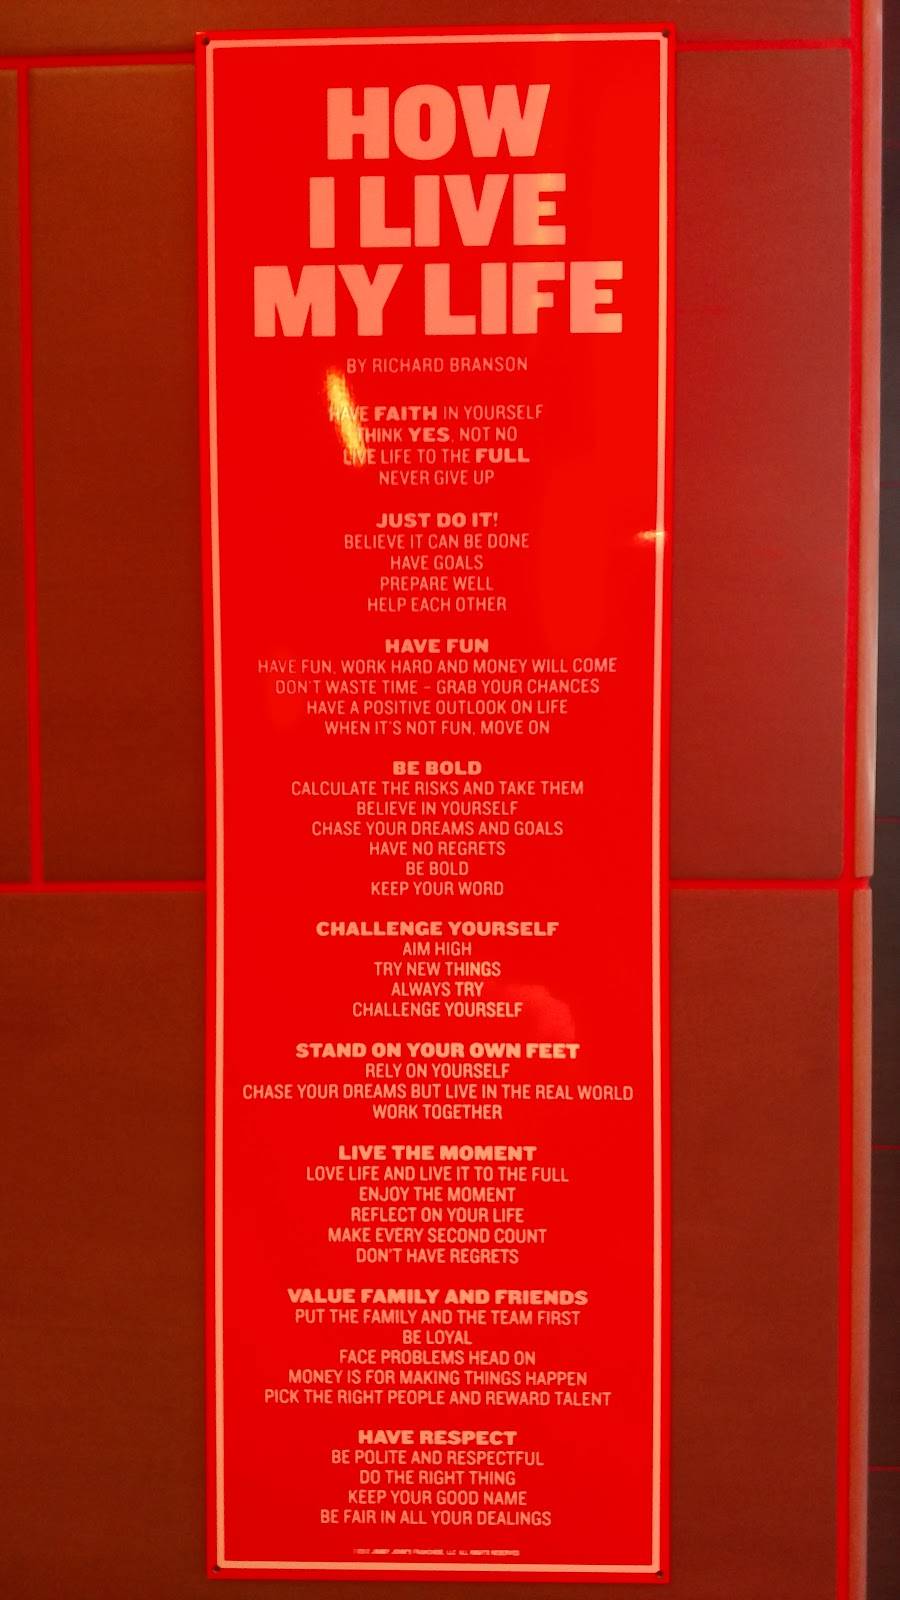 HOW
I LIVE
MY LIFE
BY RICHARD BRANSON
HAVE FAITH IN YOURSELF
THINK YES, NOT NO
LIVE LIFE TO THE FULL
NEVER GIVE UP
JUST DO IT!
BELIEVE IT CAN BE DONE
HAVE GOALS
PREPARE WELL
HELP EACH OTHER
HAVE FUN
HAVE FUN, WORK HARD AND MONEY WILL COME
DON'T WASTE TIME – GRAB YOUR CHANCES
HAVE A POSITIVE OUTLOOK ON LIFE
WHEN IT'S NOT FUN, MOVE ON
BE BOLD
CALCULATE THE RISKS AND TAKE THEM
BELIEVE IN YOURSELF
CHASE YOUR DREAMS AND GOALS
HAVE NO REGRETS
BE BOLD
KEEP YOUR WORD
CHALLENGE YOURSELF
AIM HIGH
TRY NEW THINGS
ALWAYS TRY
CHALLENGE YOURSELF
STAND ON YOUR OWN FEET
RELY ON YOURSELF
CHASE YOUR DREAMS BUT LIVE IN THE REAL WORLD
WORK TOGETHER
LIVE THE MOMENT
LOVE LIFE AND LIVE IT TO THE FULL
ENJOY THE MOMENT
REFLECT ON YOUR LIFE
MAKE EVERY SECOND COUNT
DON'T HAVE REGRETS
VALUE FAMILY AND FRIENDS
PUT THE FAMILY AND THE TEAM FIRST
BE LOYAL
FACE PROBLEMS HEAD ON
MONEY IS FOR MAKING THINGS HAPPEN
PICK THE RIGHT PEOPLE AND REWARD TALENT
HAVE RESPECT
BE POLITE AND RESPECTFUL
DO THE RIGHT THING
KEEP YOUR GOOD NAME
BE FAIR IN ALL YOUR DEALINGS
JIMMY JOHN'S FRANCHISE, LLC ALL RIGHTS RESERVED